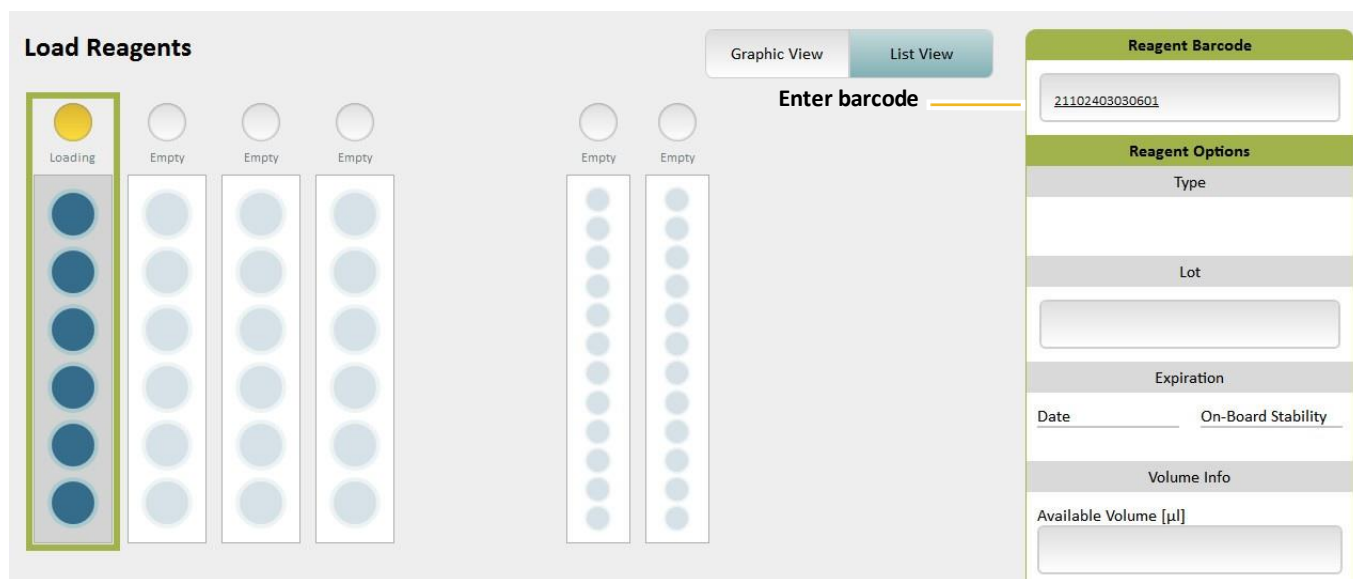 Load Reagents
Graphic View
List View
Enter barcode
Loading
Empty
Empty
Empty
Empty
Empty
Reagent Barcode
21102403030601
Reagent Options
Type
Lot
Expiration
Date On-Board Stability
Volume Info
Available Volume [µl]